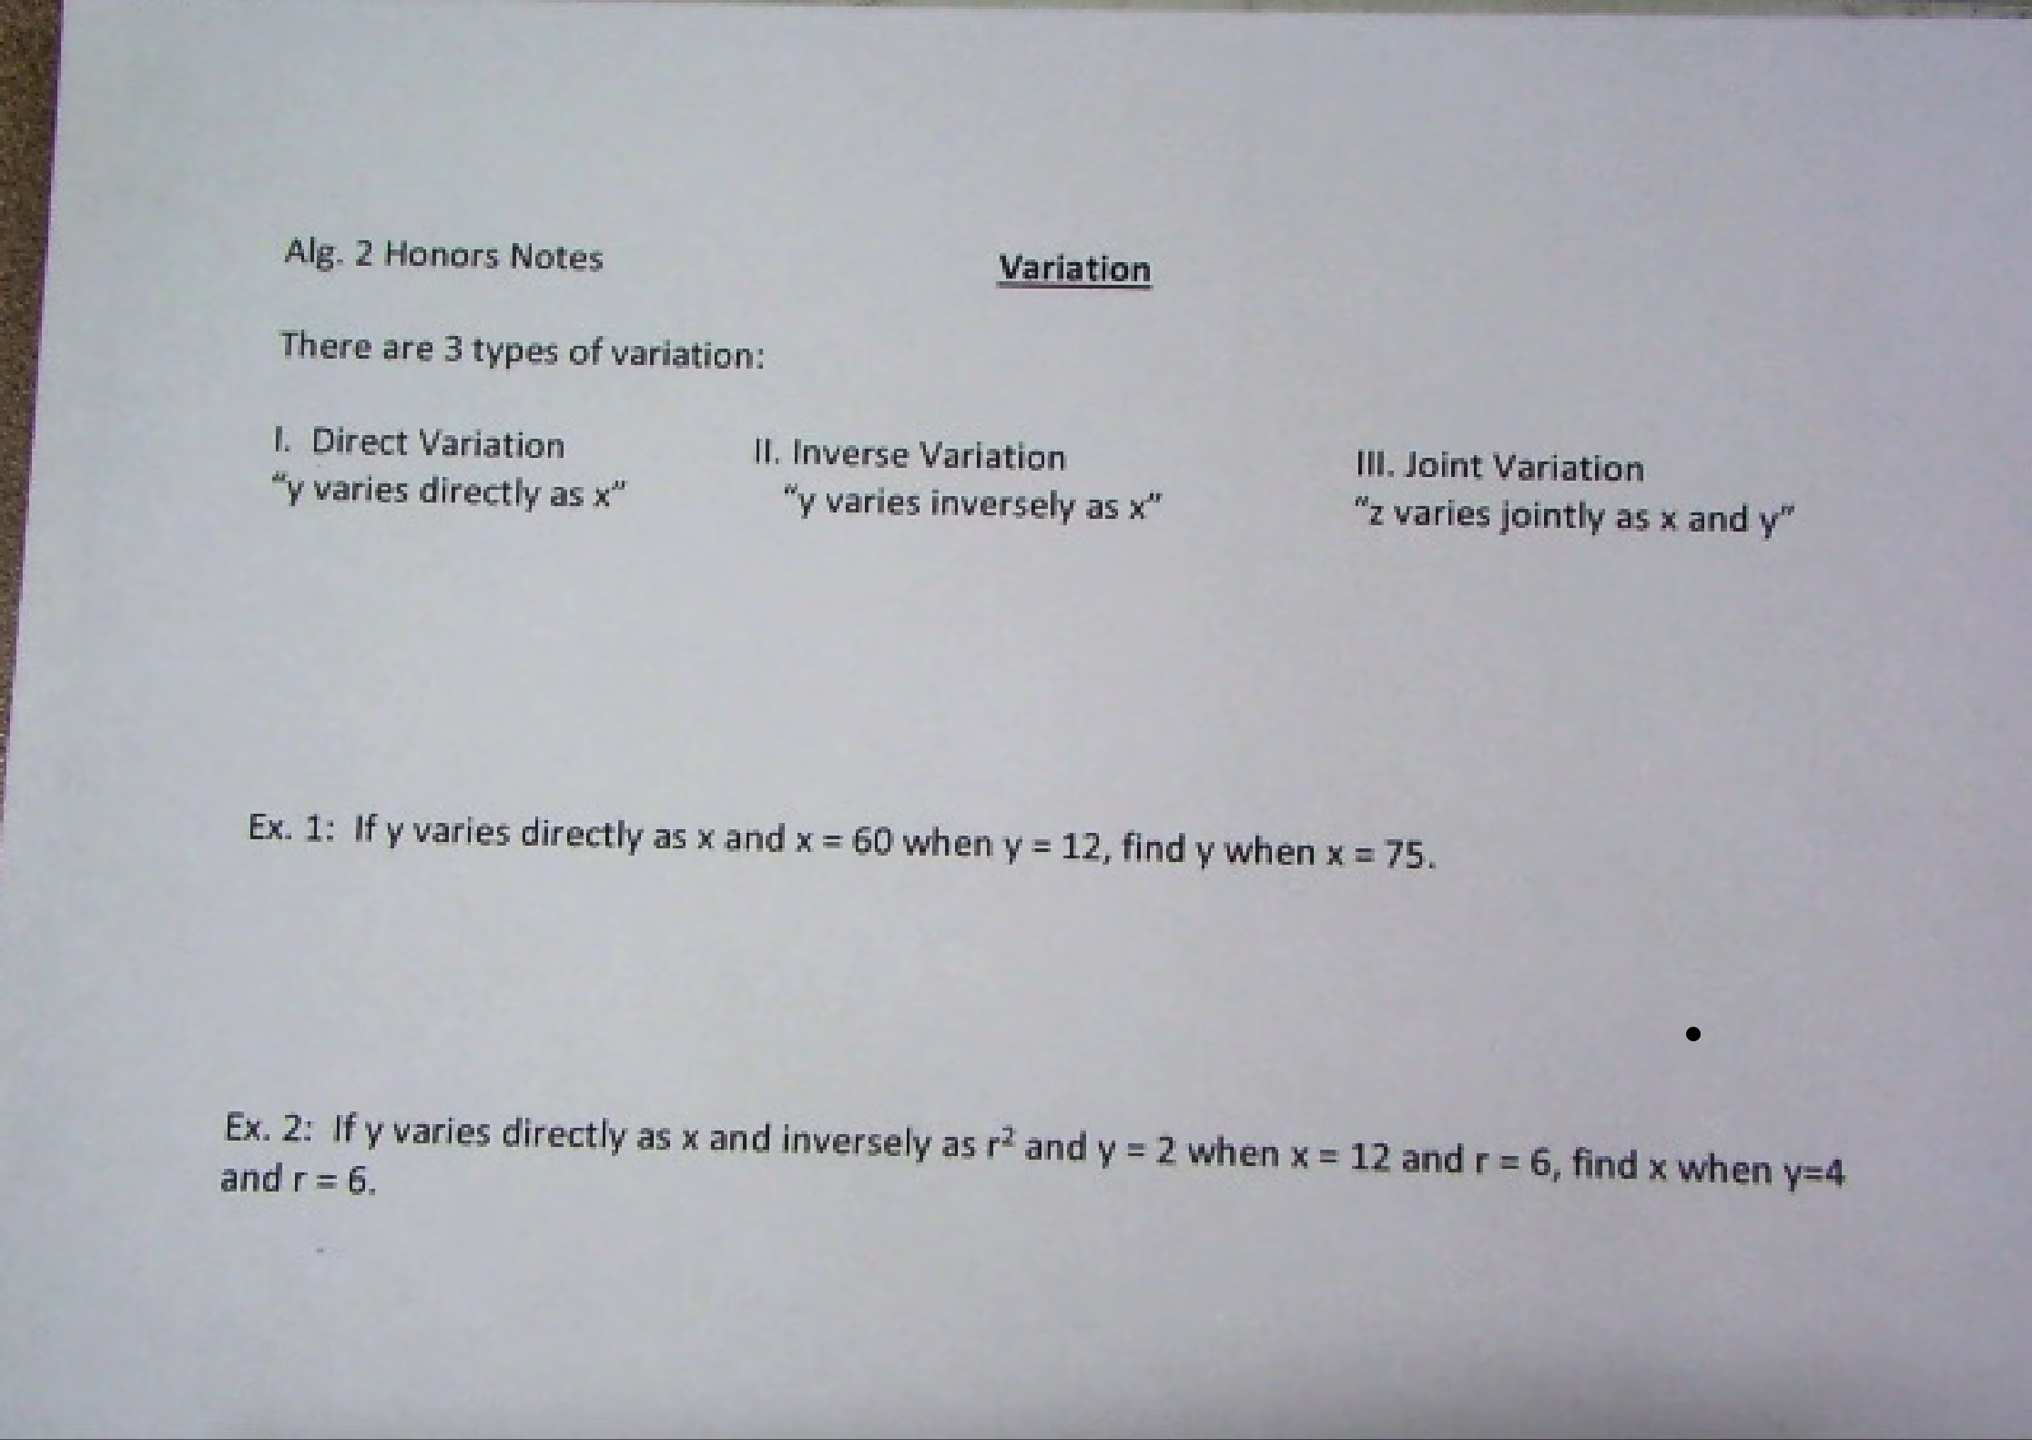 Alg. 2 Honors Notes
Variation
There are 3 types of variation:
I. Direct Variation
"y varies directly as x"
II. Inverse Variation
"y varies inversely as x"
III. Joint Variation
"z varies jointly as x and y"
Ex. 1: If y varies directly as x and x = 60 when y = 12, find y when x = 75.
Ex. 2: If y varies directly as x and inversely as r² and y = 2 when x = 12 and r = 6, find x when y=4
and r = 6.